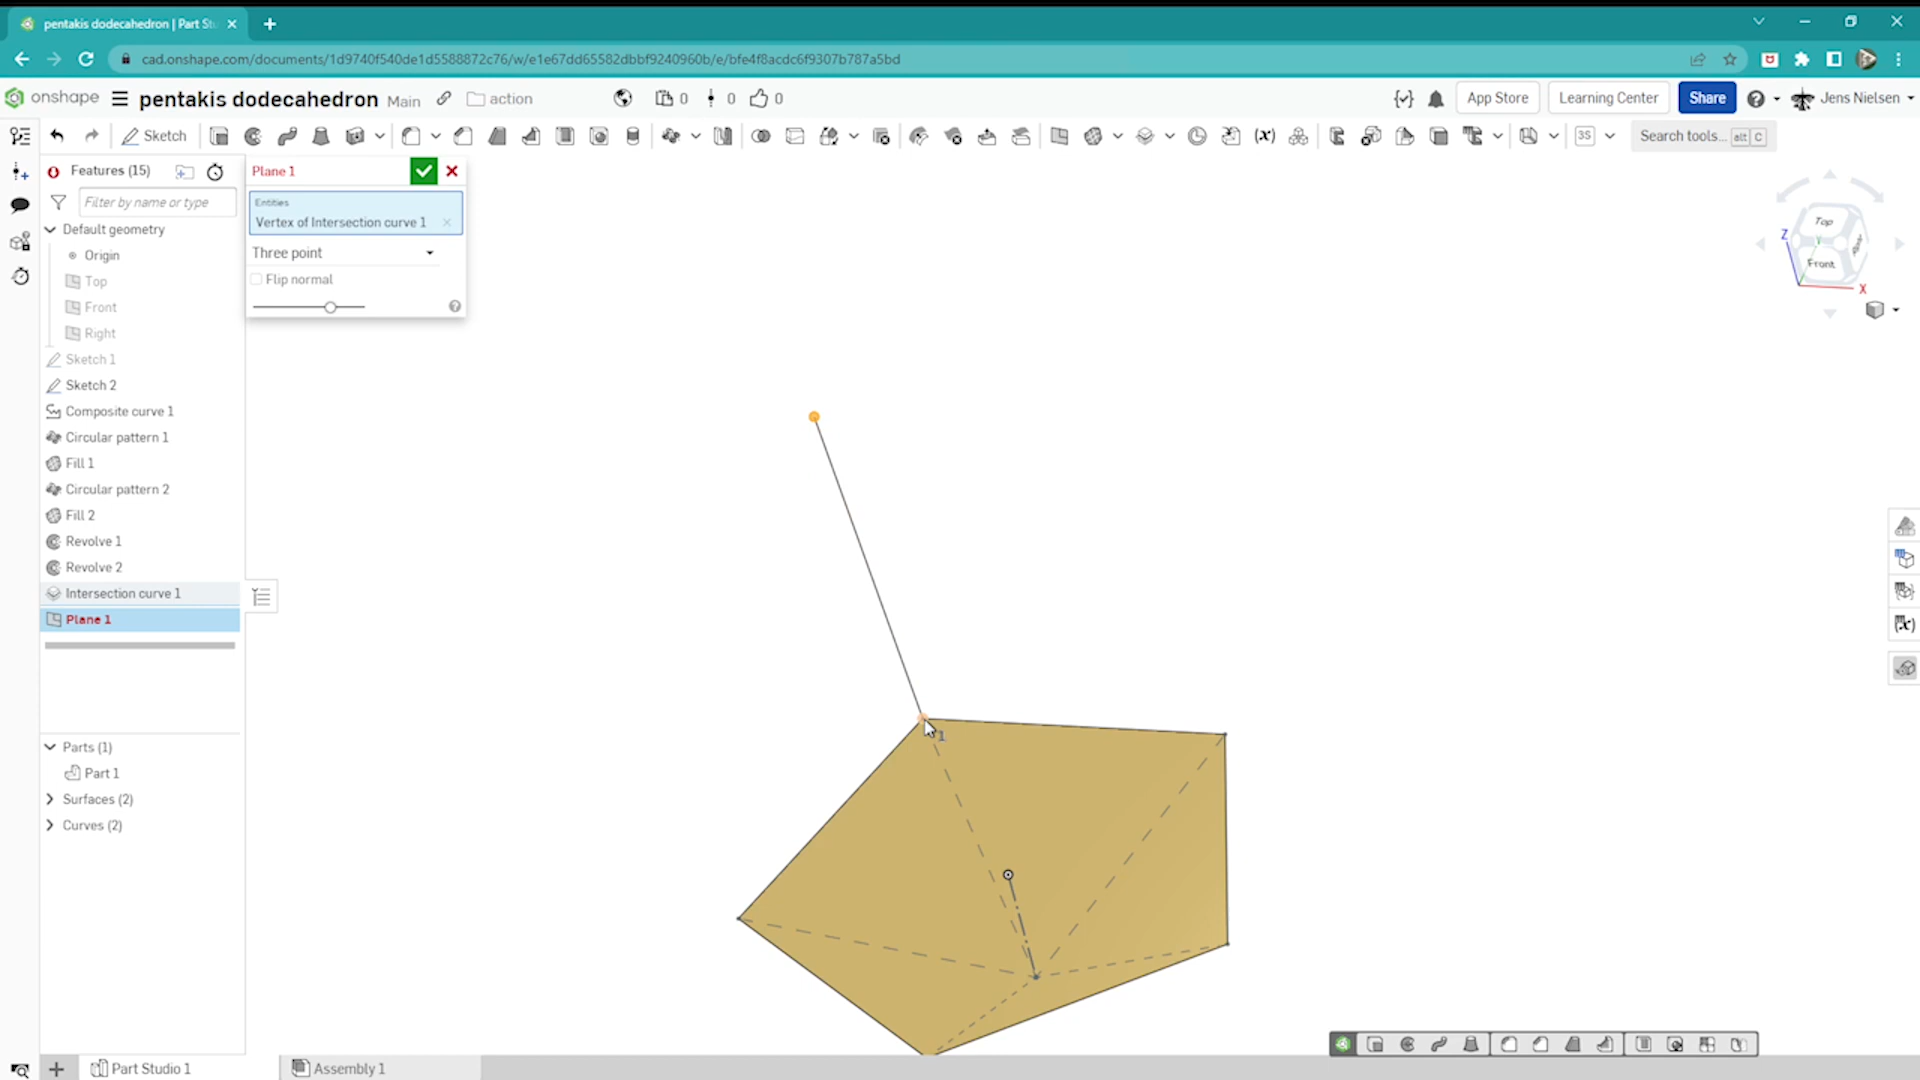 pentakis dodecahedron | Part Stu
cad.onshape.com/documents/1d9740f540de1d5588872c76/w/e1e67dd65582dbbf9240960b/e/bfe4f8acdc6f9307b787a5bd
onshape
pentakis dodecahedron Main action
0 0 0
App Store
Learning Center
Share
Jens Nielsen
Sketch
(x)
3S
Search tools... alt C
Features (15)
Filter by name or type
Default geometry
Origin
Top
Front
Right
Sketch 1
Sketch 2
Composite curve 1
Circular pattern 1
Fill 1
Circular pattern 2
Fill 2
Revolve 1
Revolve 2
Intersection curve 1
Plane 1
Parts (1)
Part 1
Surfaces (2)
Curves (2)
Plane 1
Entities
Vertex of Intersection curve 1
Three point
Flip normal
1
Top
Front
Z
X
(x)
Part Studio 1
Assembly 1